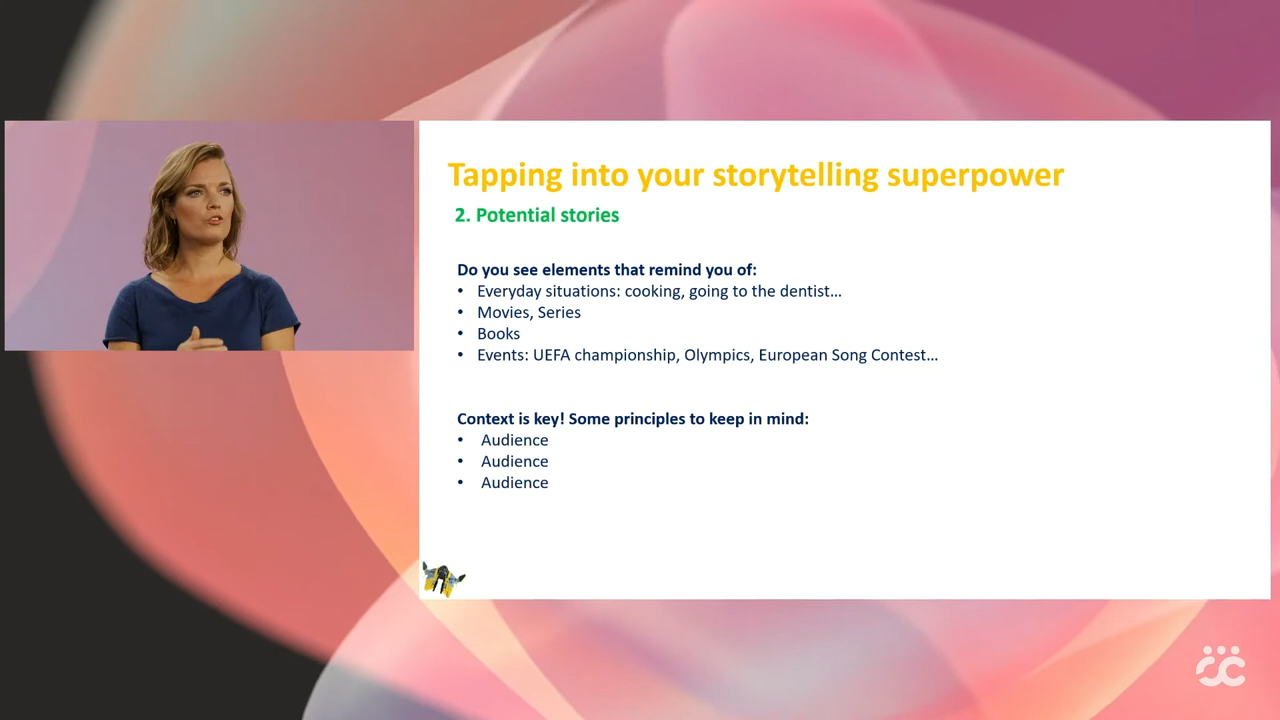 Tapping into your storytelling superpower
2. Potential stories
Do you see elements that remind you of:
• Everyday situations: cooking, going to the dentist…
• Movies, Series
• Books
• Events: UEFA championship, Olympics, European Song Contest…
Context is key! Some principles to keep in mind:
• Audience
• Audience
• Audience